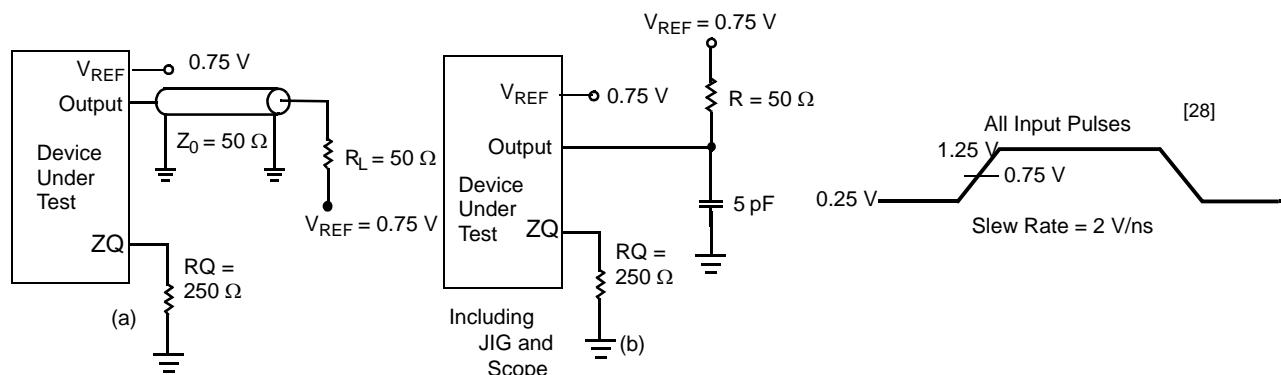 V_REF 0.75 V
Output
Z_0 = 50 Ω
Device
Under
Test
R_L = 50 Ω
V_REF = 0.75 V
ZQ
RQ =
250 Ω
(a)
V_REF = 0.75 V
R = 50 Ω
V_REF 0.75 V
Output
Device
Under
Test
5 pF
ZQ
RQ =
250 Ω
Including
JIG and
Scope
(b)
[28]
All Input Pulses
1.25 V
0.75 V
0.25 V
Slew Rate = 2 V/ns